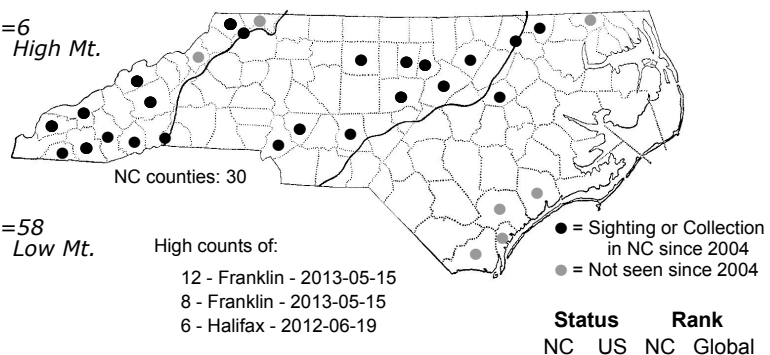 =6
High Mt.
NC counties: 30
=58
Low Mt.
High counts of:
12 - Franklin - 2013-05-15
8 - Franklin - 2013-05-15
6 - Halifax - 2012-06-19
= Sighting or Collection
in NC since 2004
= Not seen since 2004
Status Rank
NC US NC Global